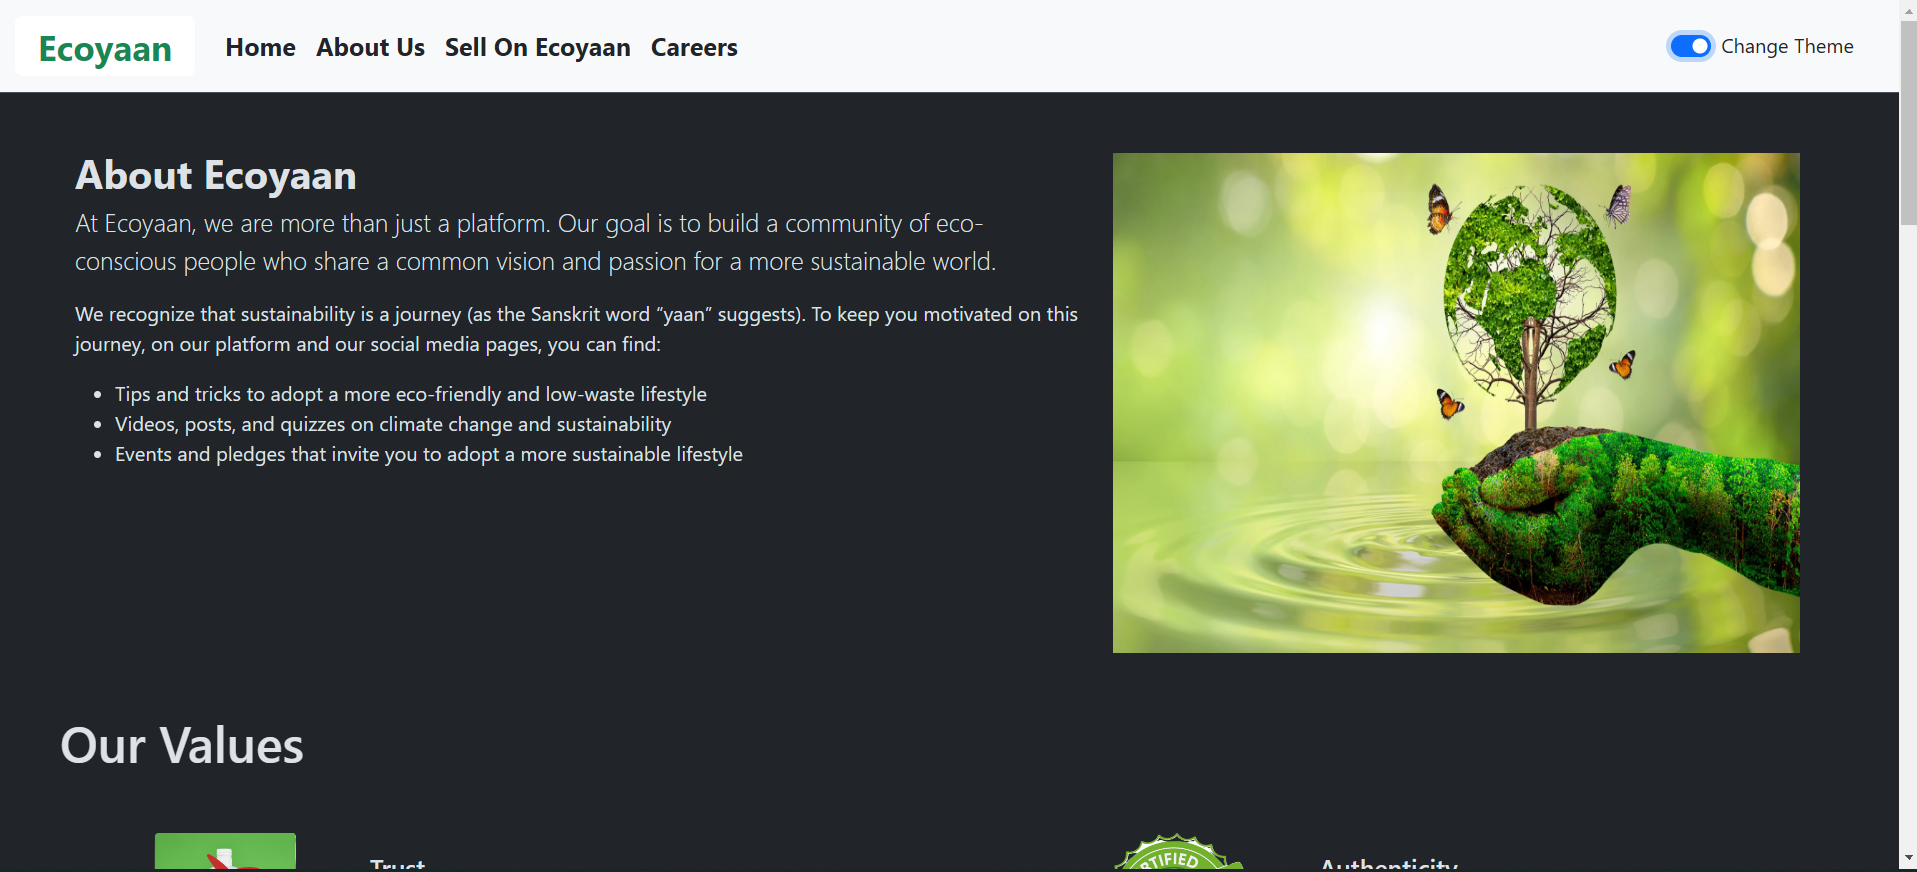 Ecoyaan
Home About Us Sell On Ecoyaan Careers
Change Theme
About Ecoyaan
At Ecoyaan, we are more than just a platform. Our goal is to build a community of eco-
conscious people who share a common vision and passion for a more sustainable world.
We recognize that sustainability is a journey (as the Sanskrit word “yaan” suggests). To keep you motivated on this
journey, on our platform and our social media pages, you can find:
• Tips and tricks to adopt a more eco-friendly and low-waste lifestyle
• Videos, posts, and quizzes on climate change and sustainability
• Events and pledges that invite you to adopt a more sustainable lifestyle
Our Values
Trust
Authenticity